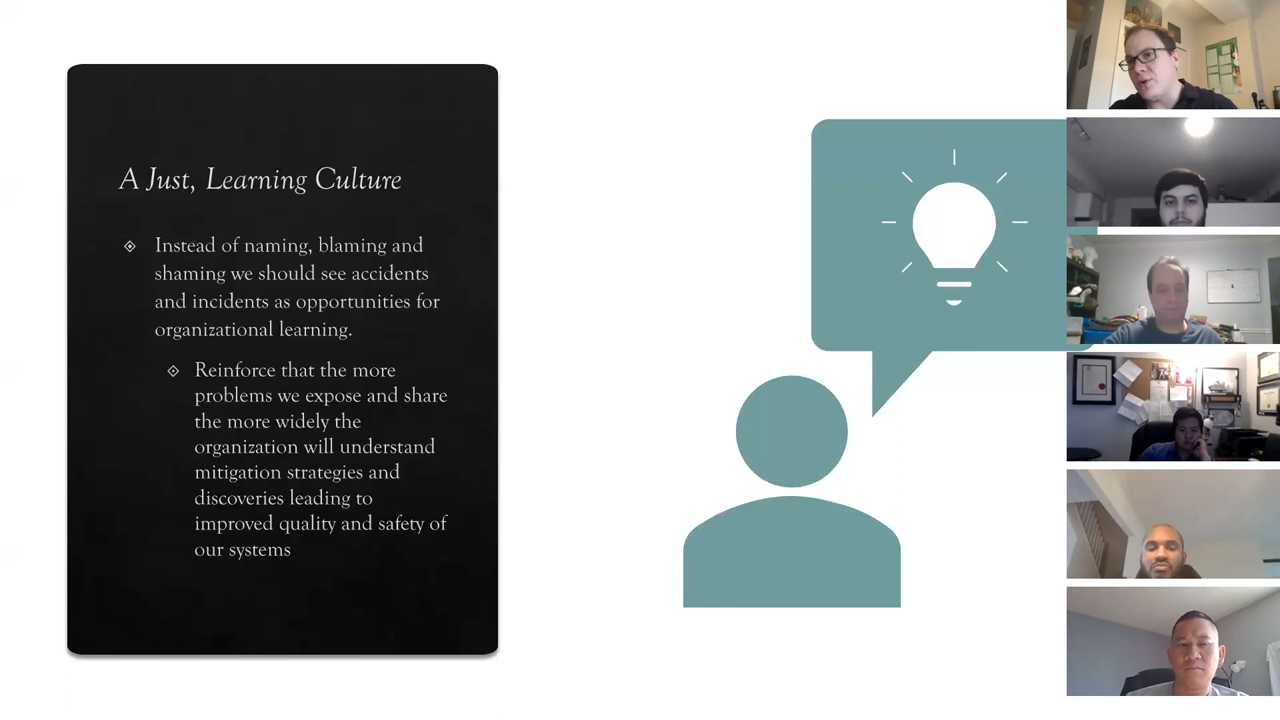 A Just, Learning Culture
Instead of naming, blaming and
shaming we should see accidents
and incidents as opportunities for
organizational learning.
Reinforce that the more
problems we expose and share
the more widely the
organization will understand
mitigation strategies and
discoveries leading to
improved quality and safety of
our systems